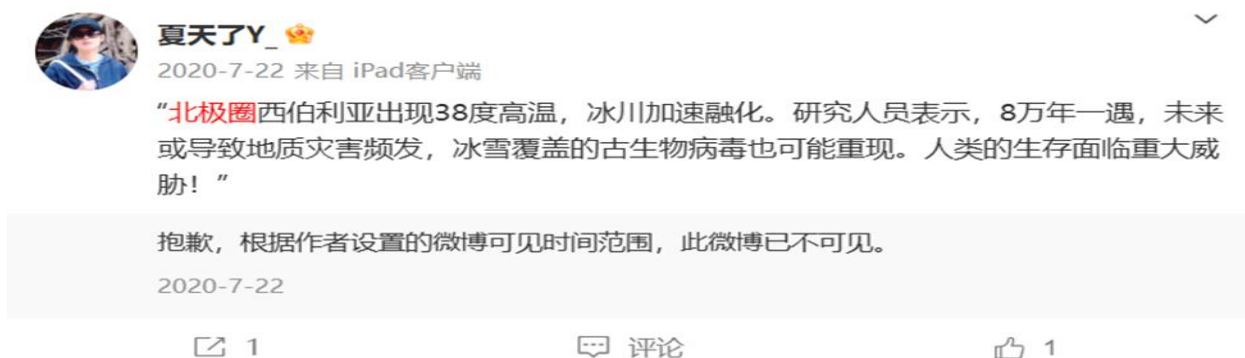 夏天了Y_
2020-7-22 来自 iPad客户端
“北极圈西伯利亚出现38度高温，冰川加速融化。研究人员表示，8万年一遇，未来
或导致地质灾害频发，冰雪覆盖的古生物病毒也可能重现。人类的生存面临重大威
胁！”
抱歉，根据作者设置的微博可见时间范围，此微博已不可见。
2020-7-22
1
评论
1